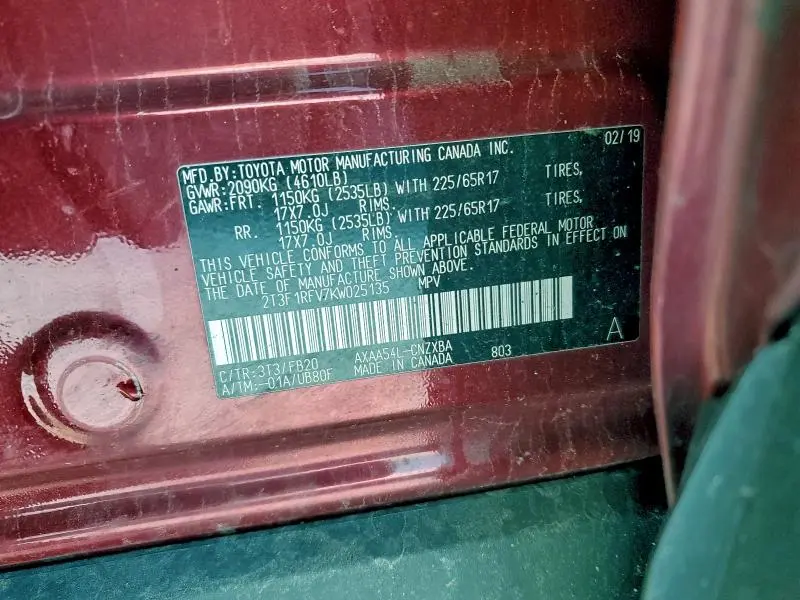 02/19
MFD.BY:TOYOTA MOTOR MANUFACTURING CANADA INC.
GVWR:2090KG (4610LB)
GAWR:FRT. 1150KG (2535LB) WITH 225/65R17 TIRES,
17X7.0J RIMS.
RR. 1150KG (2535LB) WITH 225/65R17 TIRES,
17X7.0J RIMS.
THIS VEHICLE CONFORMS TO ALL APPLICABLE FEDERAL MOTOR
VEHICLE SAFETY AND THEFT PREVENTION STANDARDS IN EFFECT ON
THE DATE OF MANUFACTURE SHOWN ABOVE.
2T3F1RFV7KW025135 MPV
C/TR:3T3/FB20 AXAA54L-CNZXBA A
A/TM:-01A/UB80F MADE IN CANADA 803